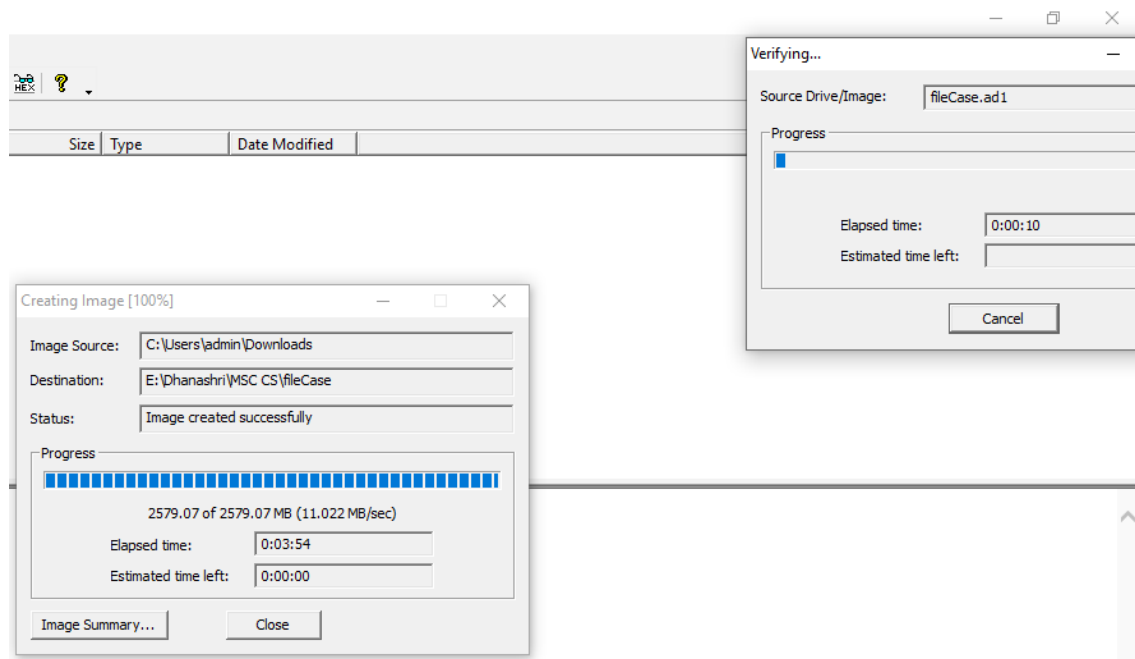 HEX ?
Size Type Date Modified
Verifying...
Source Drive/Image: fileCase.ad1
Progress
Elapsed time: 0:00:10
Estimated time left:
Cancel
Creating Image [100%]
Image Source: C:\Users\admin\Downloads
Destination: E:\Dhanashri\MSC CS\fileCase
Status: Image created successfully
Progress
2579.07 of 2579.07 MB (11.022 MB/sec)
Elapsed time: 0:03:54
Estimated time left: 0:00:00
Image Summary... Close